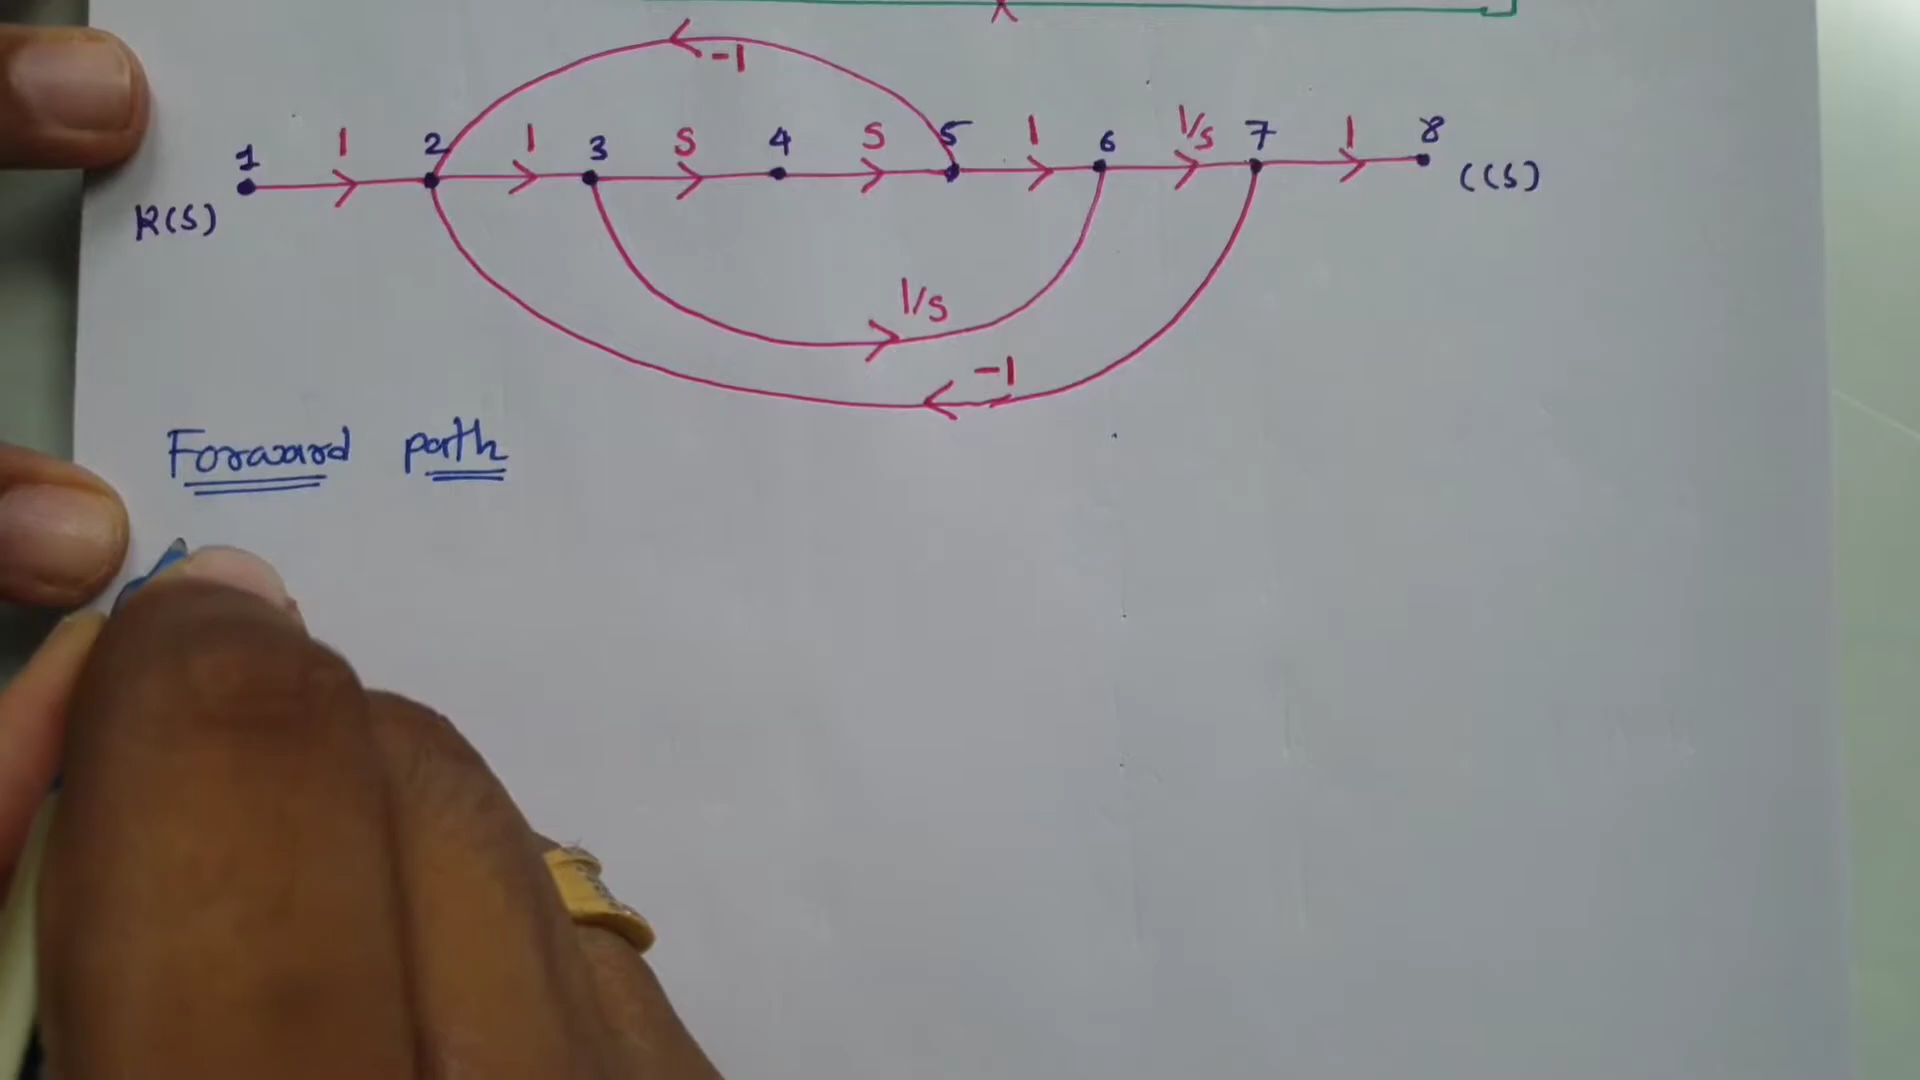 -1
1 1 2 1 3 S 4 S 5 1 6 1/s 7 1 8
R(S) C(S)
1/s
-1
Forward path